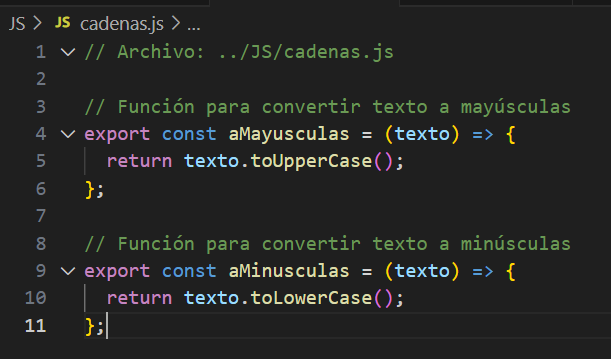 JS > JS cadenas.js > ...
1 // Archivo: ../JS/cadenas.js
2
3 // Función para convertir texto a mayúsculas
4 export const aMayusculas = (texto) => {
5 return texto.toUpperCase();
6 };
7
8 // Función para convertir texto a minúsculas
9 export const aMinusculas = (texto) => {
10 return texto.toLowerCase();
11 };